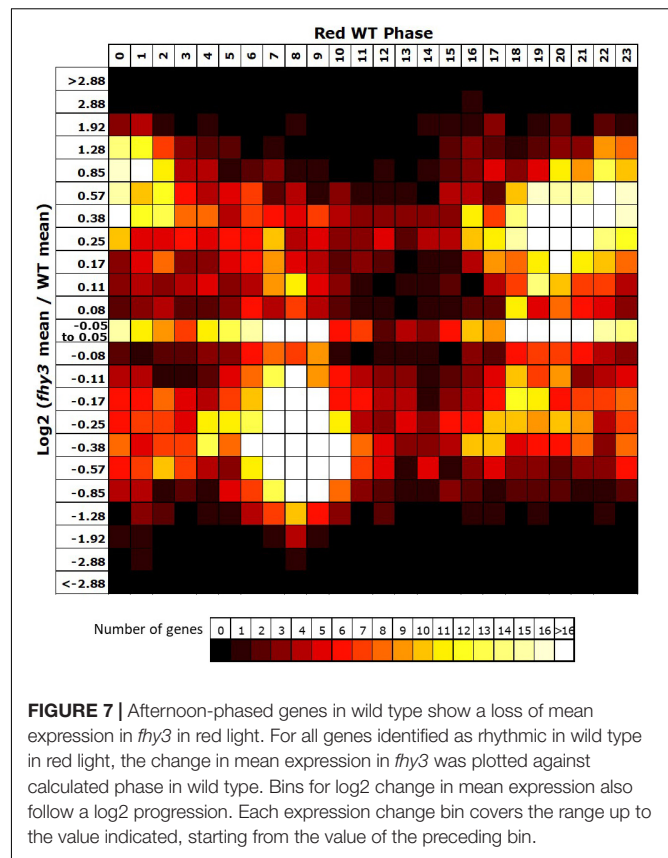 Red WT Phase
0 1 2 3 4 5 6 7 8 9 10 11 12 13 14 15 16 17 18 19 20 21 22 23
Log2 (fhy3 mean / WT mean)
>2.88
2.88
1.92
1.28
0.85
0.57
0.38
0.25
0.17
0.11
0.08
-0.05
to 0.05
-0.08
-0.11
-0.17
-0.25
-0.38
-0.57
-0.85
-1.28
-1.92
-2.88
<-2.88
Number of genes 0 1 2 3 4 5 6 7 8 9 10 11 12 13 14 15 16 >16
FIGURE 7 | Afternoon-phased genes in wild type show a loss of mean
expression in fhy3 in red light. For all genes identified as rhythmic in wild type
in red light, the change in mean expression in fhy3 was plotted against
calculated phase in wild type. Bins for log2 change in mean expression also
follow a log2 progression. Each expression change bin covers the range up to
the value indicated, starting from the value of the preceding bin.